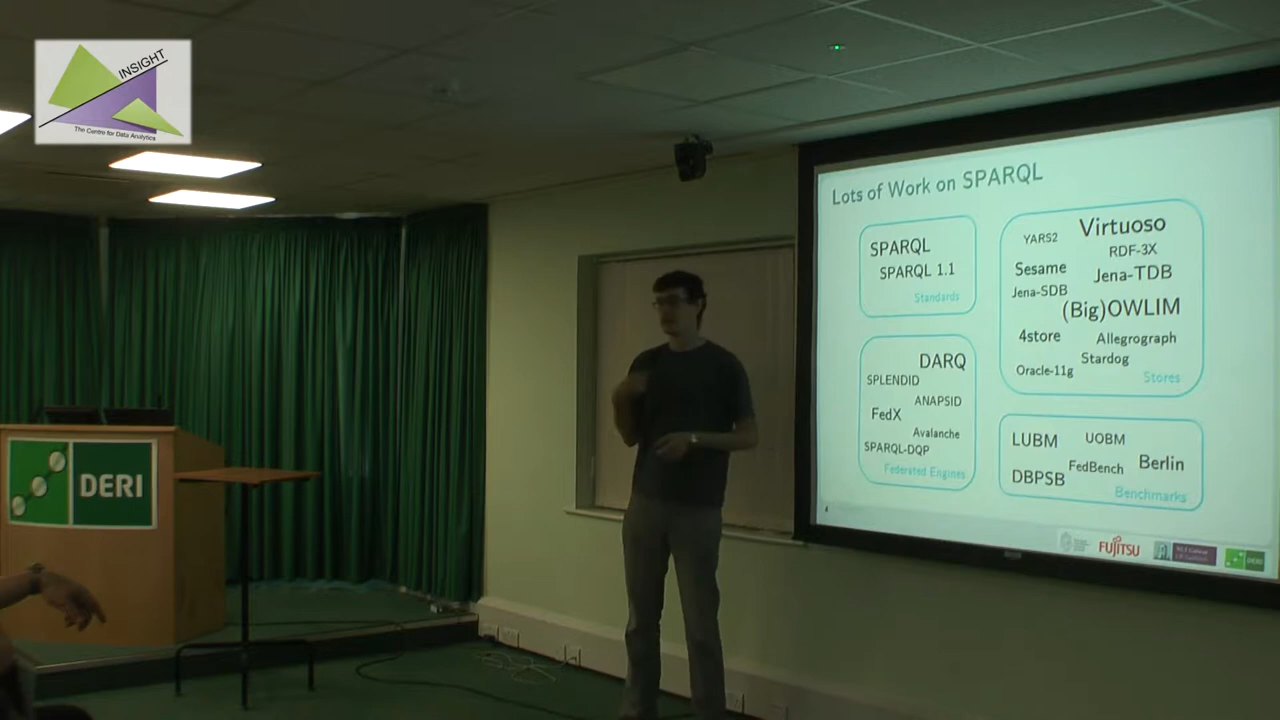 INSIGHT
The Centre for Data Analytics
DERI
Lots of Work on SPARQL
SPARQL
SPARQL 1.1
Standards
DARQ
SPLENDID
ANAPSID
FedX
Avalanche
SPARQL-DQP
Federated Engines
Virtuoso
YARS2
RDF-3X
Sesame
Jena-TDB
Jena-SDB
(Big)OWLIM
4store
Allegrograph
Stardog
Oracle-11g
Stores
LUBM
UOBM
FedBench
Berlin
DBPSB
Benchmarks
4
FUJITSU
DERI